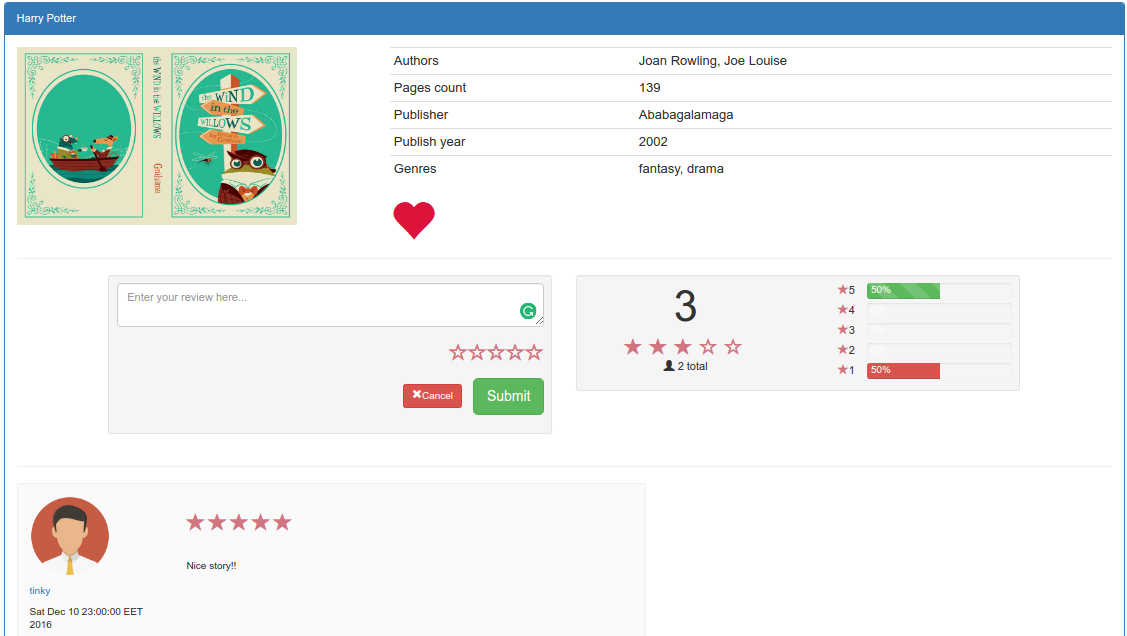 Harry Potter
the WiND in the WILLOWS
Grahame
the WiND
in the
WILLOWS
Authors Joan Rowling, Joe Louise
Pages count 139
Publisher Ababagalamaga
Publish year 2002
Genres fantasy, drama
Enter your review here...
Cancel
Submit
3
2 total
5 50%
4 0%
3 0%
2 0%
1 50%
tinky
Sat Dec 10 23:00:00 EET
2016
Nice story!!